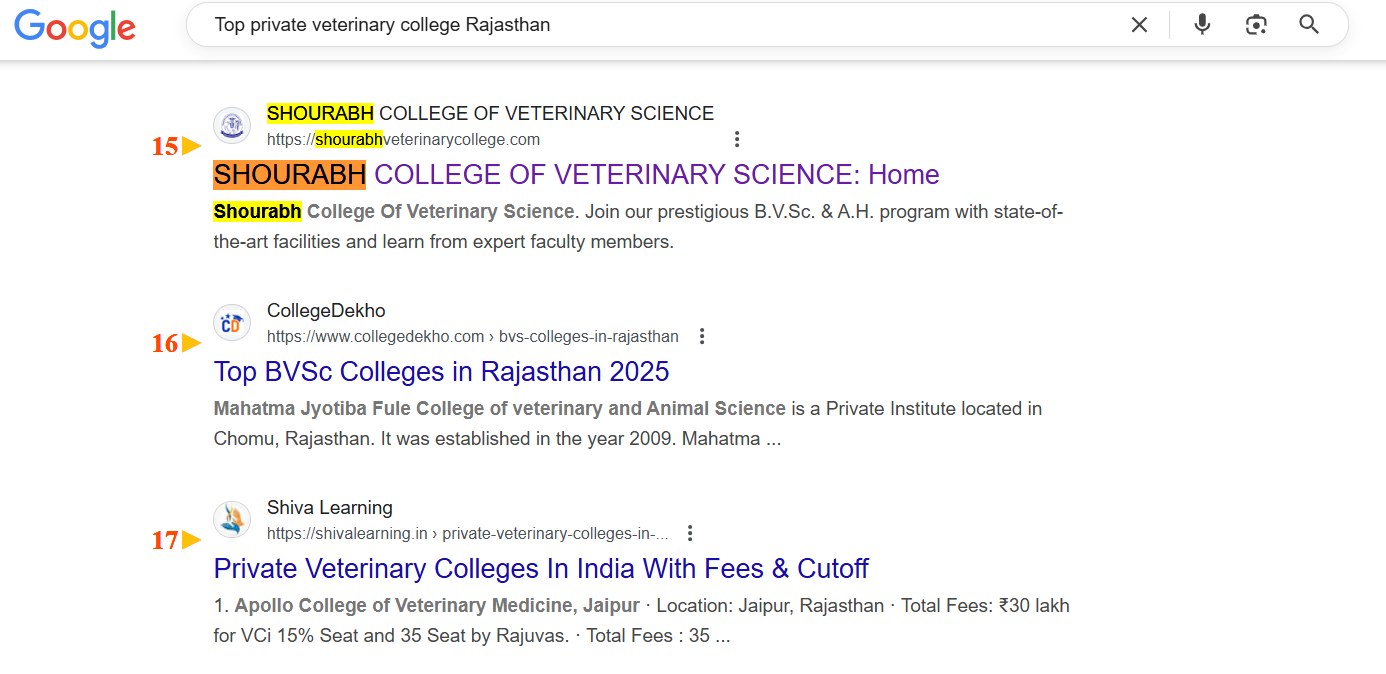 Google
Top private veterinary college Rajasthan
SHOURABH COLLEGE OF VETERINARY SCIENCE
https://shourabhveterinarycollege.com
15
SHOURABH COLLEGE OF VETERINARY SCIENCE: Home
Shourabh College Of Veterinary Science. Join our prestigious B.V.Sc. & A.H. program with state-of-
the-art facilities and learn from expert faculty members.
CD
CollegeDekho
https://www.collegedekho.com › bvs-colleges-in-rajasthan
16
Top BVSc Colleges in Rajasthan 2025
Mahatma Jyotiba Fule College of veterinary and Animal Science is a Private Institute located in
Chomu, Rajasthan. It was established in the year 2009. Mahatma ...
Shiva Learning
https://shivalearning.in › private-veterinary-colleges-in-...
17
Private Veterinary Colleges In India With Fees & Cutoff
1. Apollo College of Veterinary Medicine, Jaipur · Location: Jaipur, Rajasthan · Total Fees: ₹30 lakh
for VCi 15% Seat and 35 Seat by Rajuvas. · Total Fees : 35 ...